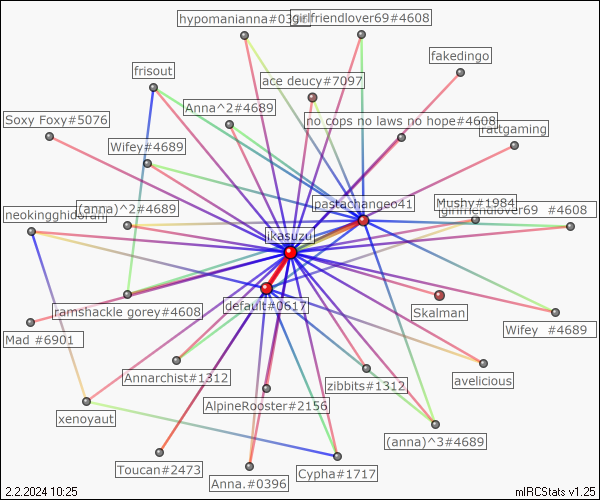 hypomanianna#0396
girlfriendlover69#4608
fakedingo
frisout
ace deucy#7097
Anna^2#4689
Soxy Foxy#5076
no cops no laws no hope#4608
rattgaming
Wifey#4689
pastachangeo41
Mushy#1984
(anna)^2#4689
neokingghidorah
girlfriendlover69 #4608
ikasuzu
default#0617
ramshackle gorey#4608
Skalman
Wifey #4689
Mad #6901
Annarchist#1312
zibbits#1312
avelicious
AlpineRooster#2156
xenoyaut
(anna)^3#4689
Toucan#2473
Anna.#0396
Cypha#1717
2.2.2024 10:25
mIRCStats v1.25